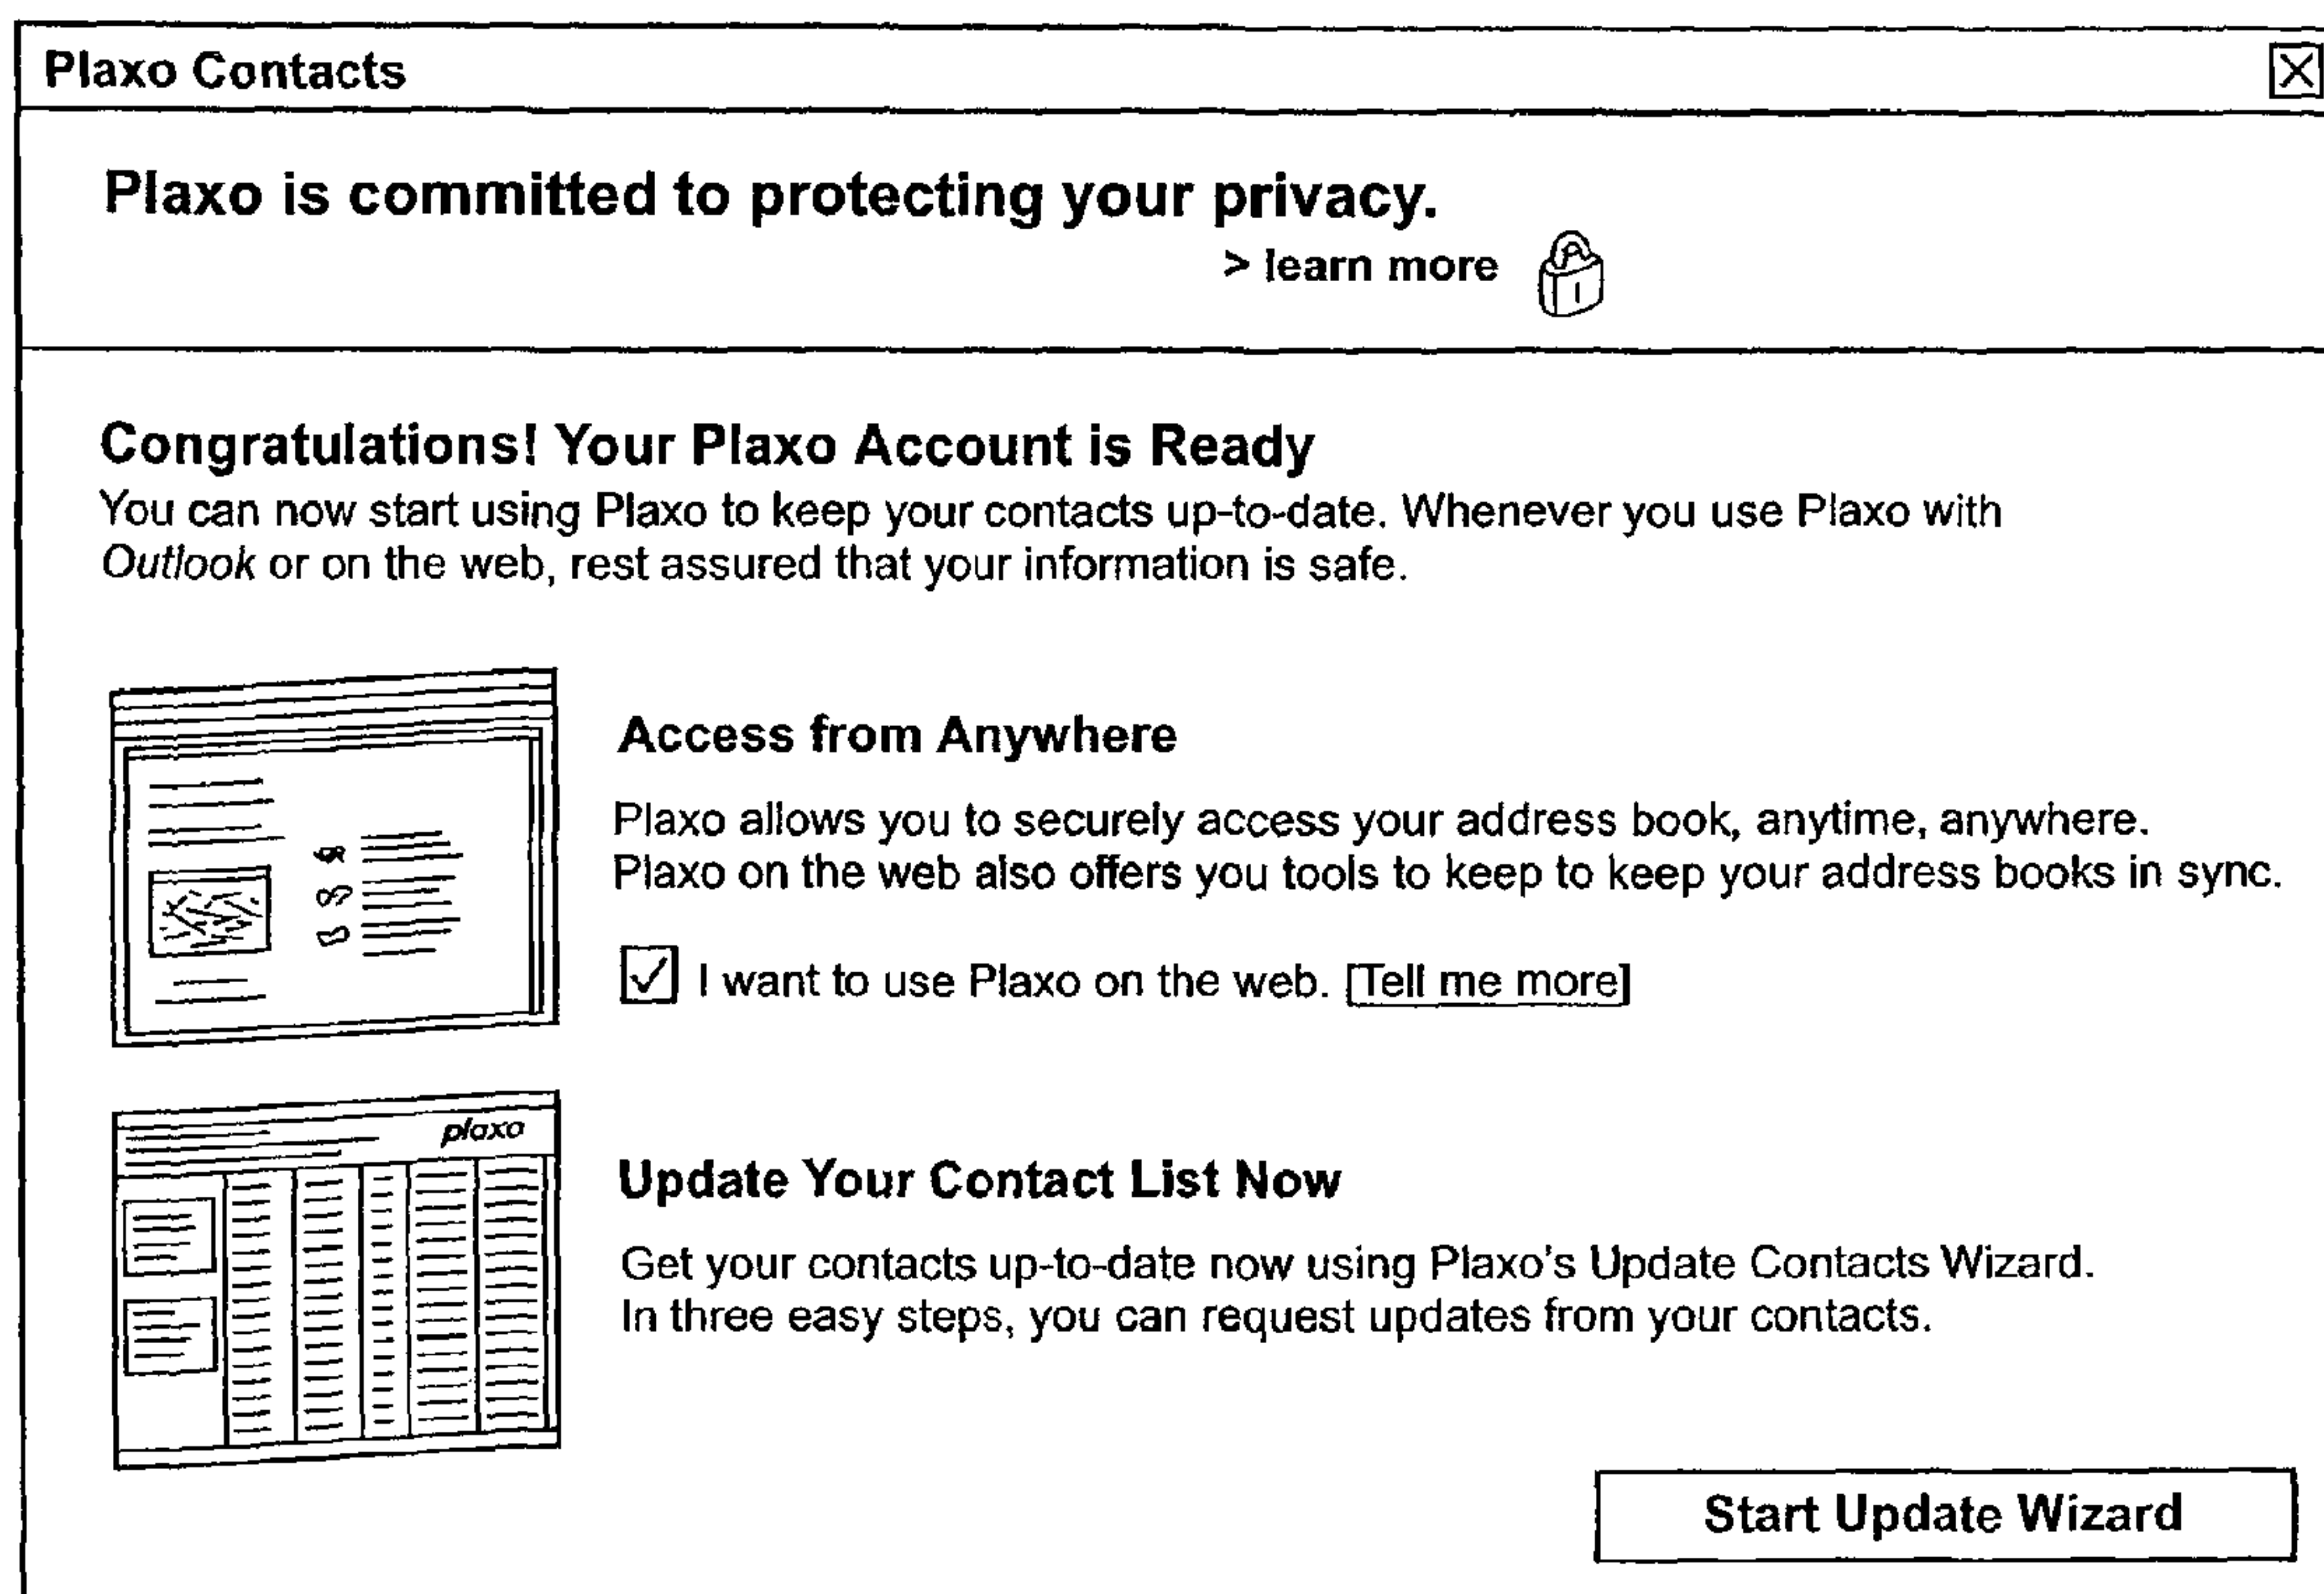 Plaxo Contacts
Plaxo is committed to protecting your privacy.
> learn more
Congratulations! Your Plaxo Account is Ready
You can now start using Plaxo to keep your contacts up-to-date. Whenever you use Plaxo with
Outlook or on the web, rest assured that your information is safe.
Access from Anywhere
Plaxo allows you to securely access your address book, anytime, anywhere.
Plaxo on the web also offers you tools to keep to keep your address books in sync.
I want to use Plaxo on the web. [Tell me more]
plaxo
Update Your Contact List Now
Get your contacts up-to-date now using Plaxo's Update Contacts Wizard.
In three easy steps, you can request updates from your contacts.
Start Update Wizard